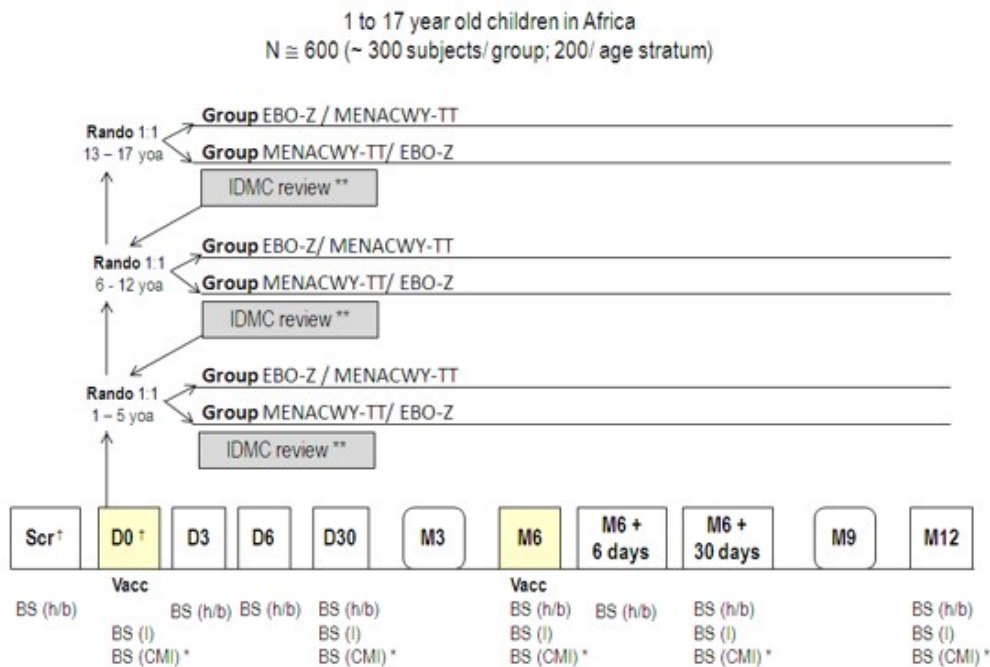 1 to 17 year old children in Africa
N ≅ 600 (~ 300 subjects/ group; 200/ age stratum)
Group EBO-Z / MENACWY-TT
Rando 1:1
13 – 17 yoa
Group MENACWY-TT/ EBO-Z
IDMC review **
Group EBO-Z/ MENACWY-TT
Rando 1:1
6 - 12 yoa
Group MENACWY-TT/ EBO-Z
IDMC review **
Group EBO-Z / MENACWY-TT
Rando 1:1
1 – 5 yoa
Group MENACWY-TT/ EBO-Z
IDMC review **
Scr† D0 † D3 D6 D30 M3 M6 M6 + 6 days M6 + 30 days M9 M12
Vacc Vacc
BS (h/b) BS (h/b) BS (h/b) BS (h/b) BS (h/b) BS (h/b) BS (h/b) BS (h/b)
BS (I) BS (I) BS (I) BS (I) BS (I)
BS (CMI) * BS (CMI) * BS (CMI) * BS (CMI) * BS (CMI) *